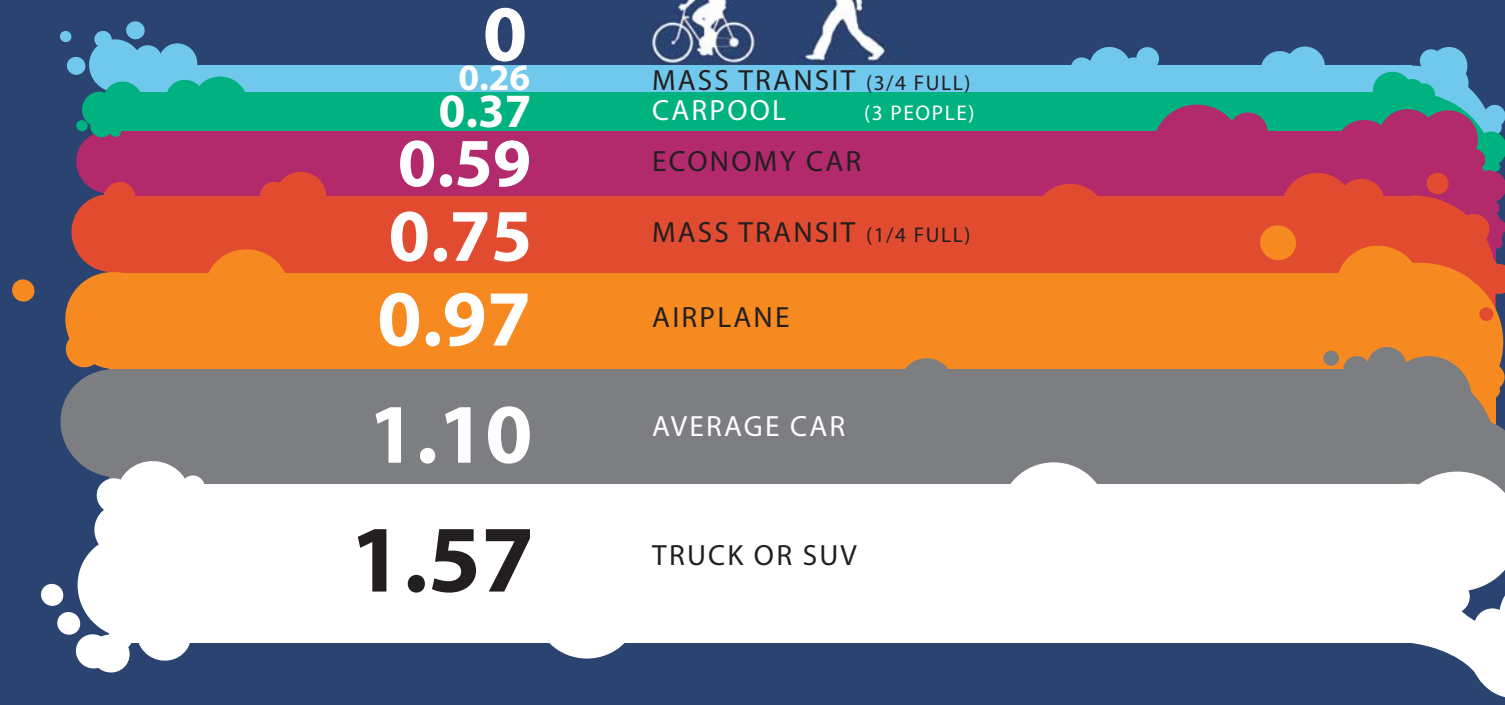 0
0.26 MASS TRANSIT (3/4 FULL)
0.37 CARPOOL (3 PEOPLE)
0.59 ECONOMY CAR
0.75 MASS TRANSIT (1/4 FULL)
0.97 AIRPLANE
1.10 AVERAGE CAR
1.57 TRUCK OR SUV